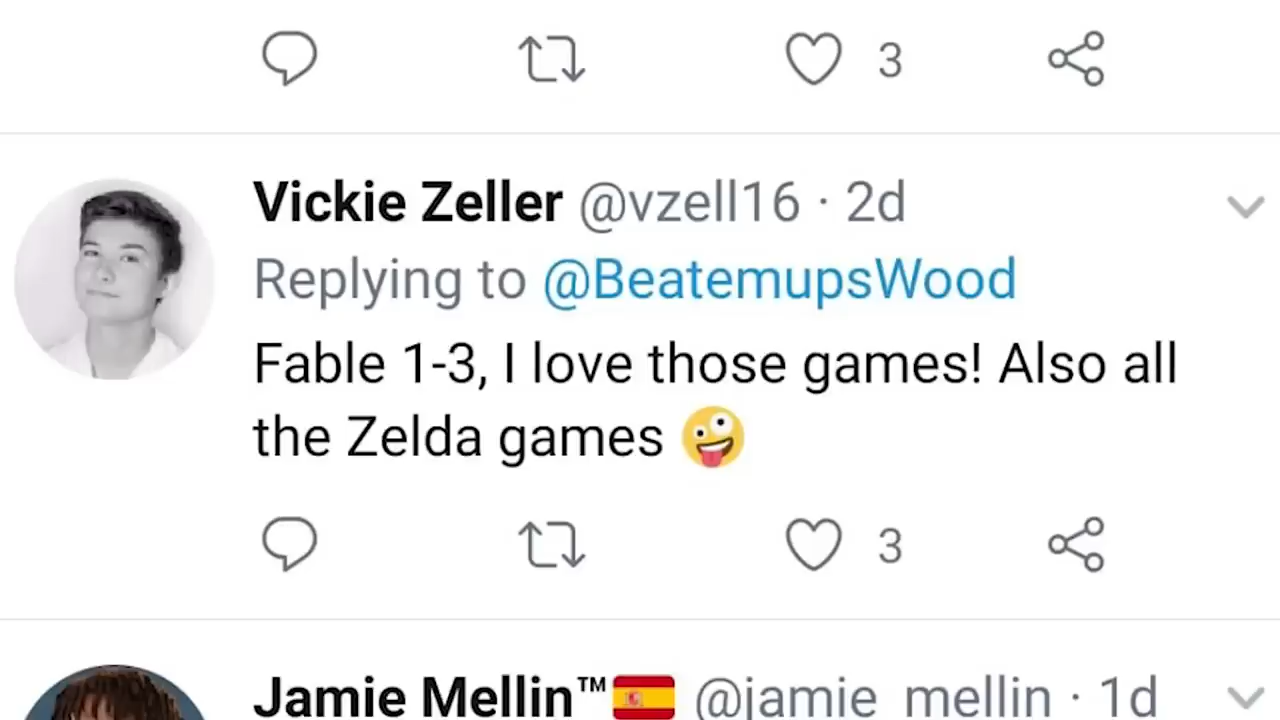 3
Vickie Zeller @vzell16 · 2d
Replying to @BeatemupsWood
Fable 1-3, I love those games! Also all
the Zelda games 🤪
3
Jamie Mellin™🇪🇸 @jamie_mellin · 1d